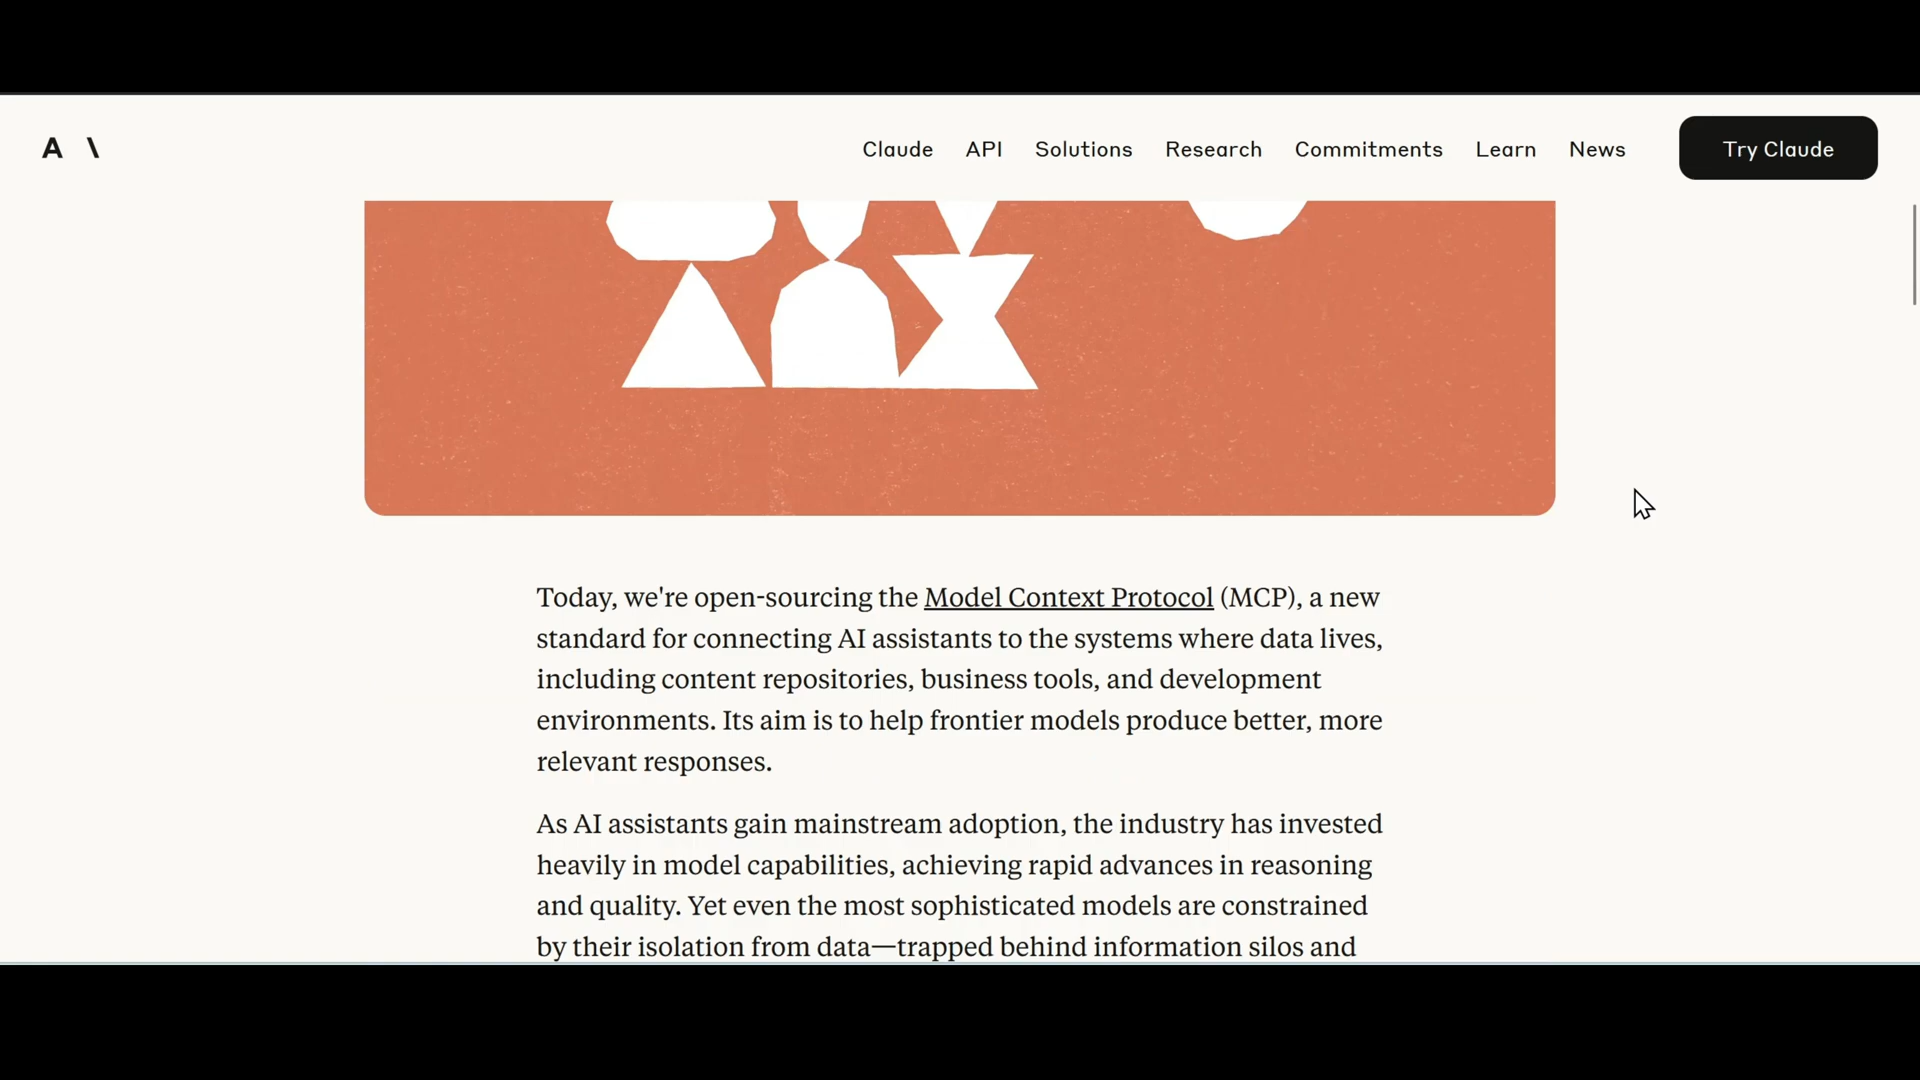 A \
Claude API Solutions Research Commitments Learn News Try Claude
Today, we're open-sourcing the Model Context Protocol (MCP), a new
standard for connecting AI assistants to the systems where data lives,
including content repositories, business tools, and development
environments. Its aim is to help frontier models produce better, more
relevant responses.
As AI assistants gain mainstream adoption, the industry has invested
heavily in model capabilities, achieving rapid advances in reasoning
and quality. Yet even the most sophisticated models are constrained
by their isolation from data—trapped behind information silos and